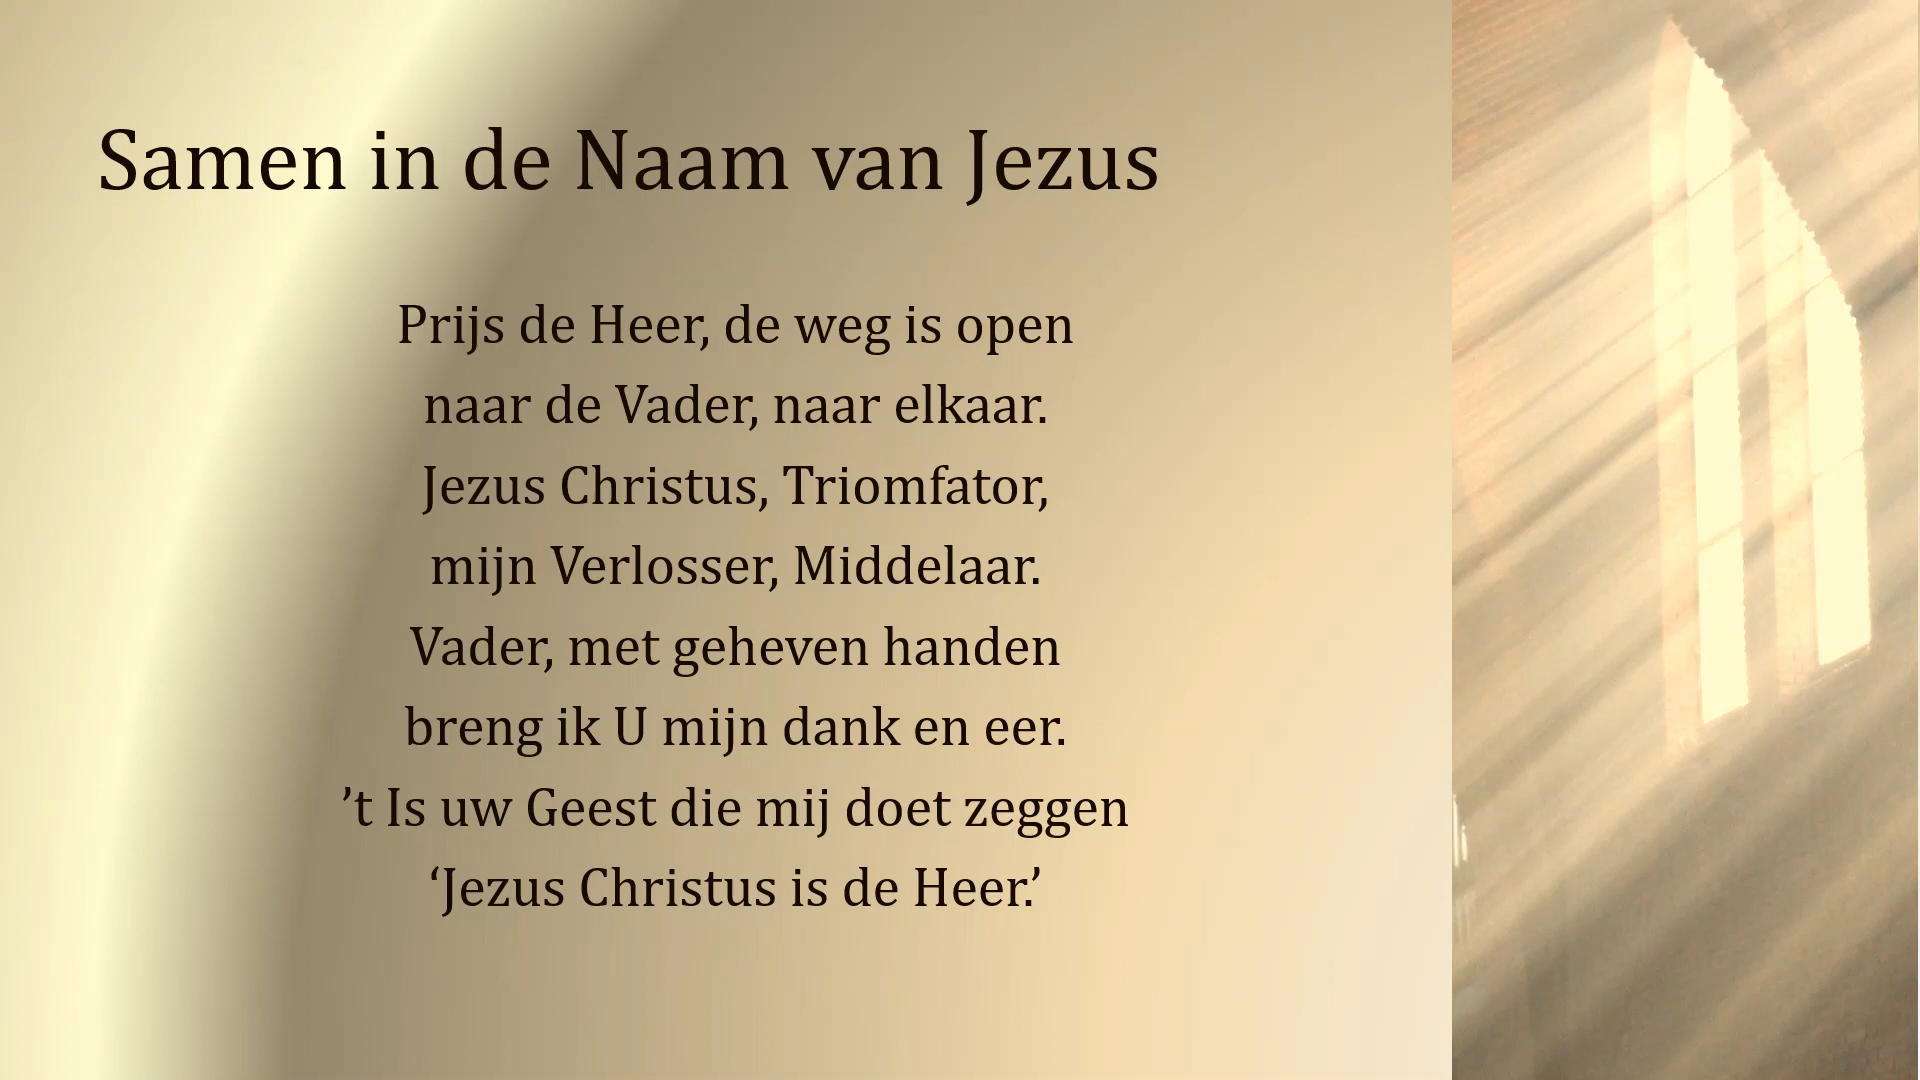 Samen in de Naam van Jezus
Prijs de Heer, de weg is open
naar de Vader, naar elkaar.
Jezus Christus, Triomfator,
mijn Verlosser, Middelaar.
Vader, met geheven handen
breng ik U mijn dank en eer.
’t Is uw Geest die mij doet zeggen
‘Jezus Christus is de Heer.’